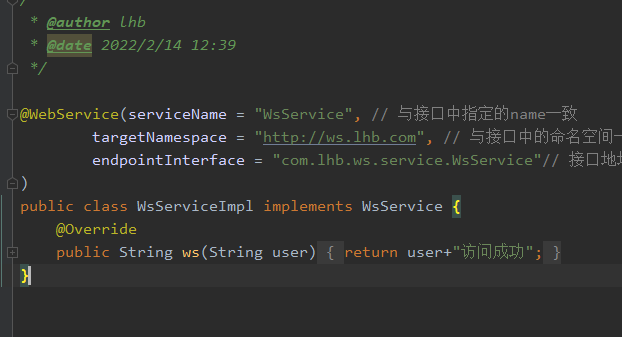 /
* @author lhb
* @date 2022/2/14 12:39
*/
@WebService(serviceName = "WsService", // 与接口中指定的name一致
targetNamespace = "http://ws.lhb.com", // 与接口中的命名空间一
endpointInterface = "com.lhb.ws.service.WsService"// 接口地
)
public class WsServiceImpl implements WsService {
@Override
public String ws(String user) { return user+"访问成功"; }
}